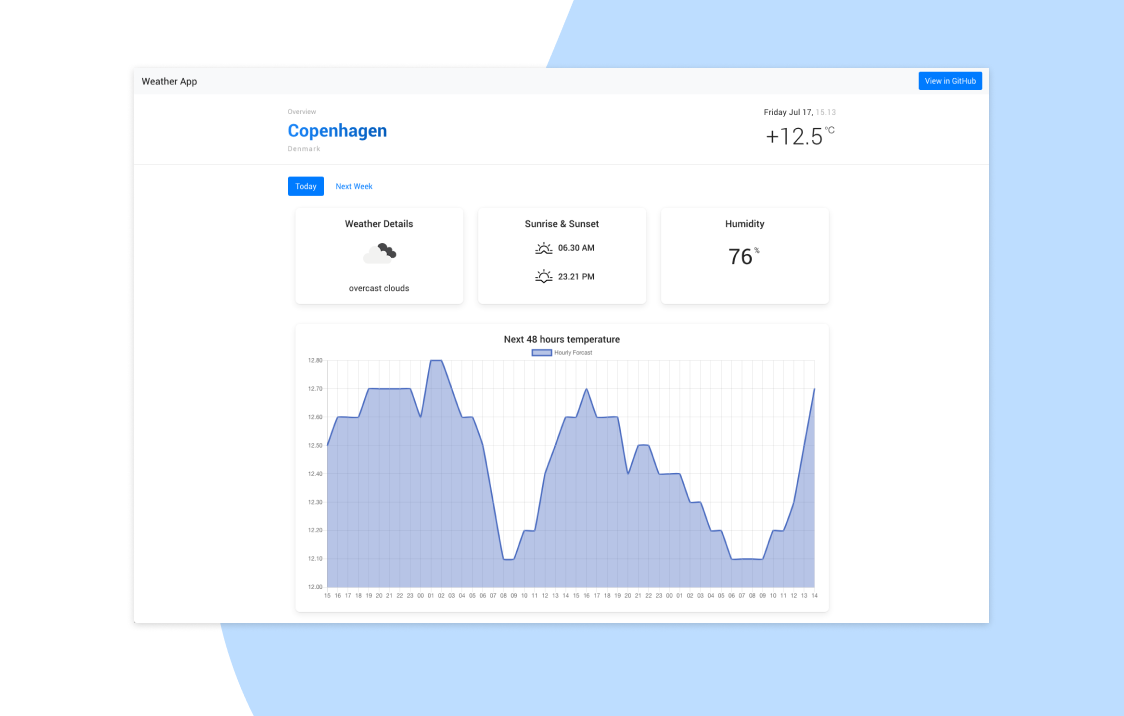 Weather App
View in GitHub
Overview
Copenhagen
Denmark
Friday Jul 17, 15:13
+12.5 °C
Today
Next Week
Weather Details
overcast clouds
Sunrise & Sunset
06.30 AM
23.21 PM
Humidity
76 %
Next 48 hours temperature
Hourly Forcast
12.80
12.70
12.60
12.50
12.40
12.30
12.20
12.10
12.00
15 16 17 18 19 20 21 22 23 00 01 02 03 04 05 06 07 08 09 10 11 12 13 14 15 16 17 18 19 20 21 22 23 00 01 02 03 04 05 06 07 08 09 10 11 12 13 14